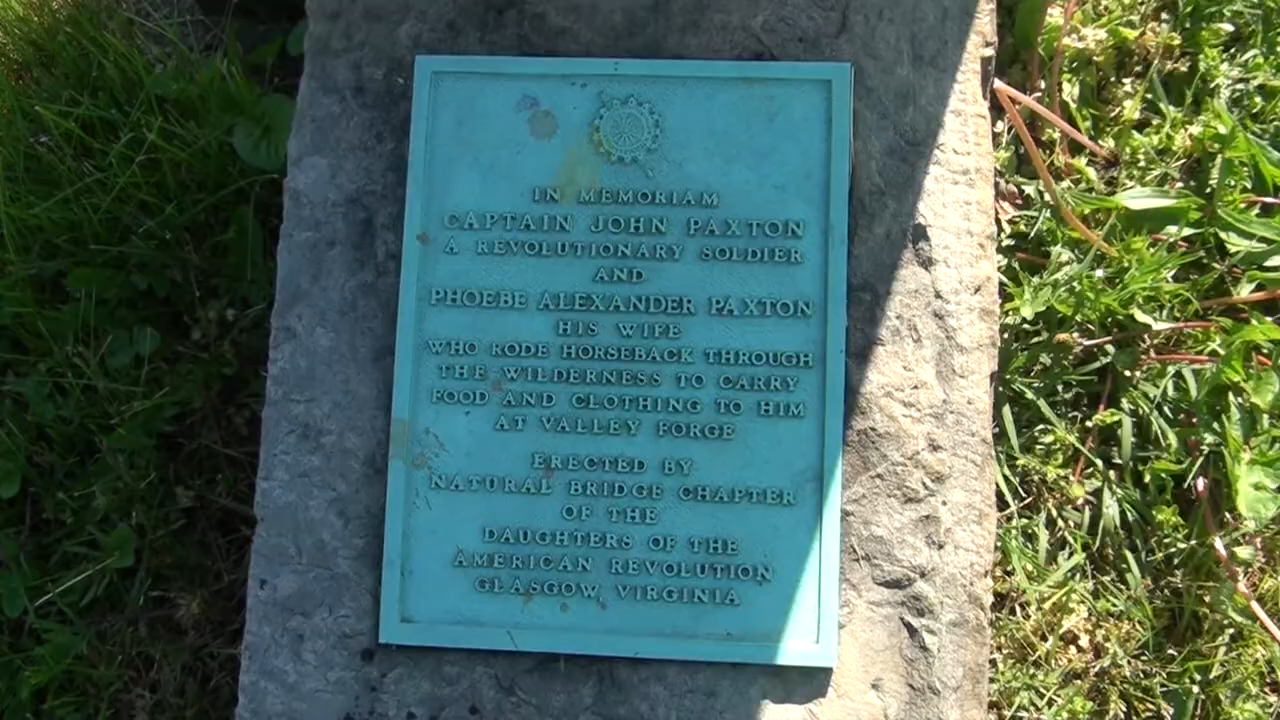 IN MEMORIAM
CAPTAIN JOHN PAXTON
A REVOLUTIONARY SOLDIER
AND
PHOEBE ALEXANDER PAXTON
HIS WIFE
WHO RODE HORSEBACK THROUGH
THE WILDERNESS TO CARRY
FOOD AND CLOTHING TO HIM
AT VALLEY FORGE
ERECTED BY
NATURAL BRIDGE CHAPTER
OF THE
DAUGHTERS OF THE
AMERICAN REVOLUTION
GLASGOW, VIRGINIA